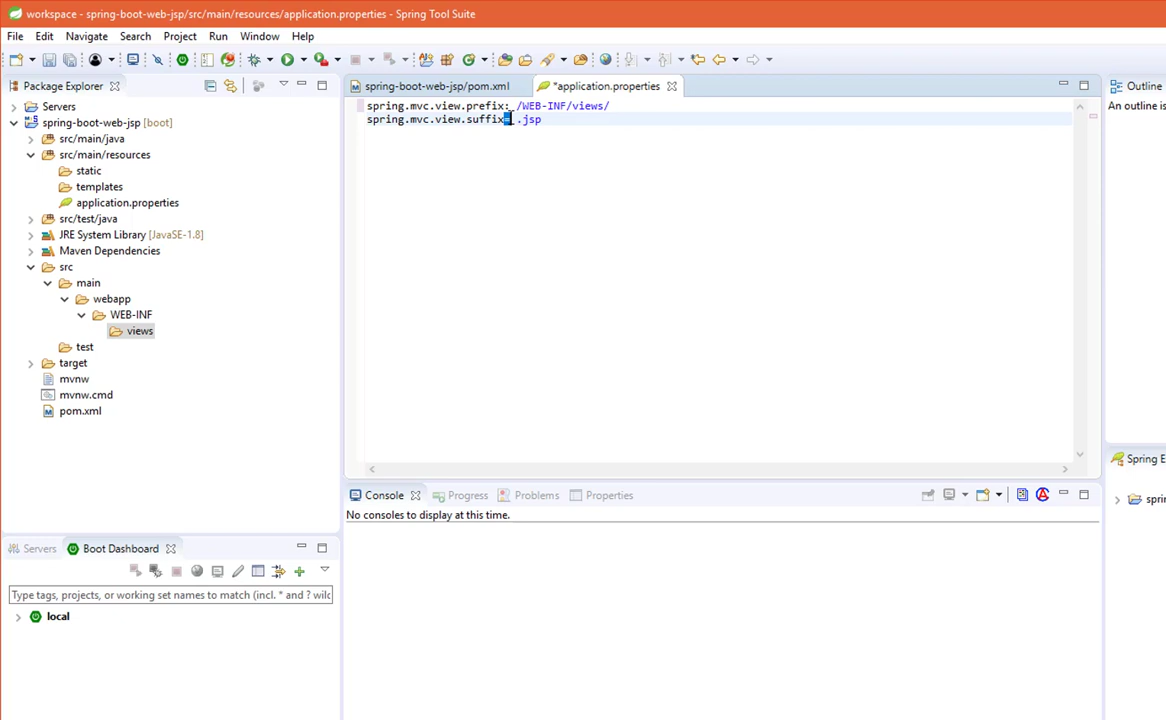 workspace - spring-boot-web-jsp/src/main/resources/application.properties - Spring Tool Suite
File Edit Navigate Search Project Run Window Help
Package Explorer
Servers
spring-boot-web-jsp [boot]
src/main/java
src/main/resources
static
templates
application.properties
src/test/java
JRE System Library [JavaSE-1.8]
Maven Dependencies
src
main
webapp
WEB-INF
views
test
target
mvnw
mvnw.cmd
pom.xml
spring-boot-web-jsp/pom.xml *application.properties
spring.mvc.view.prefix: /WEB-INF/views/
spring.mvc.view.suffix= .jsp
Outline
An outline is
Spring E
sprin
Console Progress Problems Properties
No consoles to display at this time.
Servers Boot Dashboard
Type tags, projects, or working set names to match (incl. * and ? wilc
local